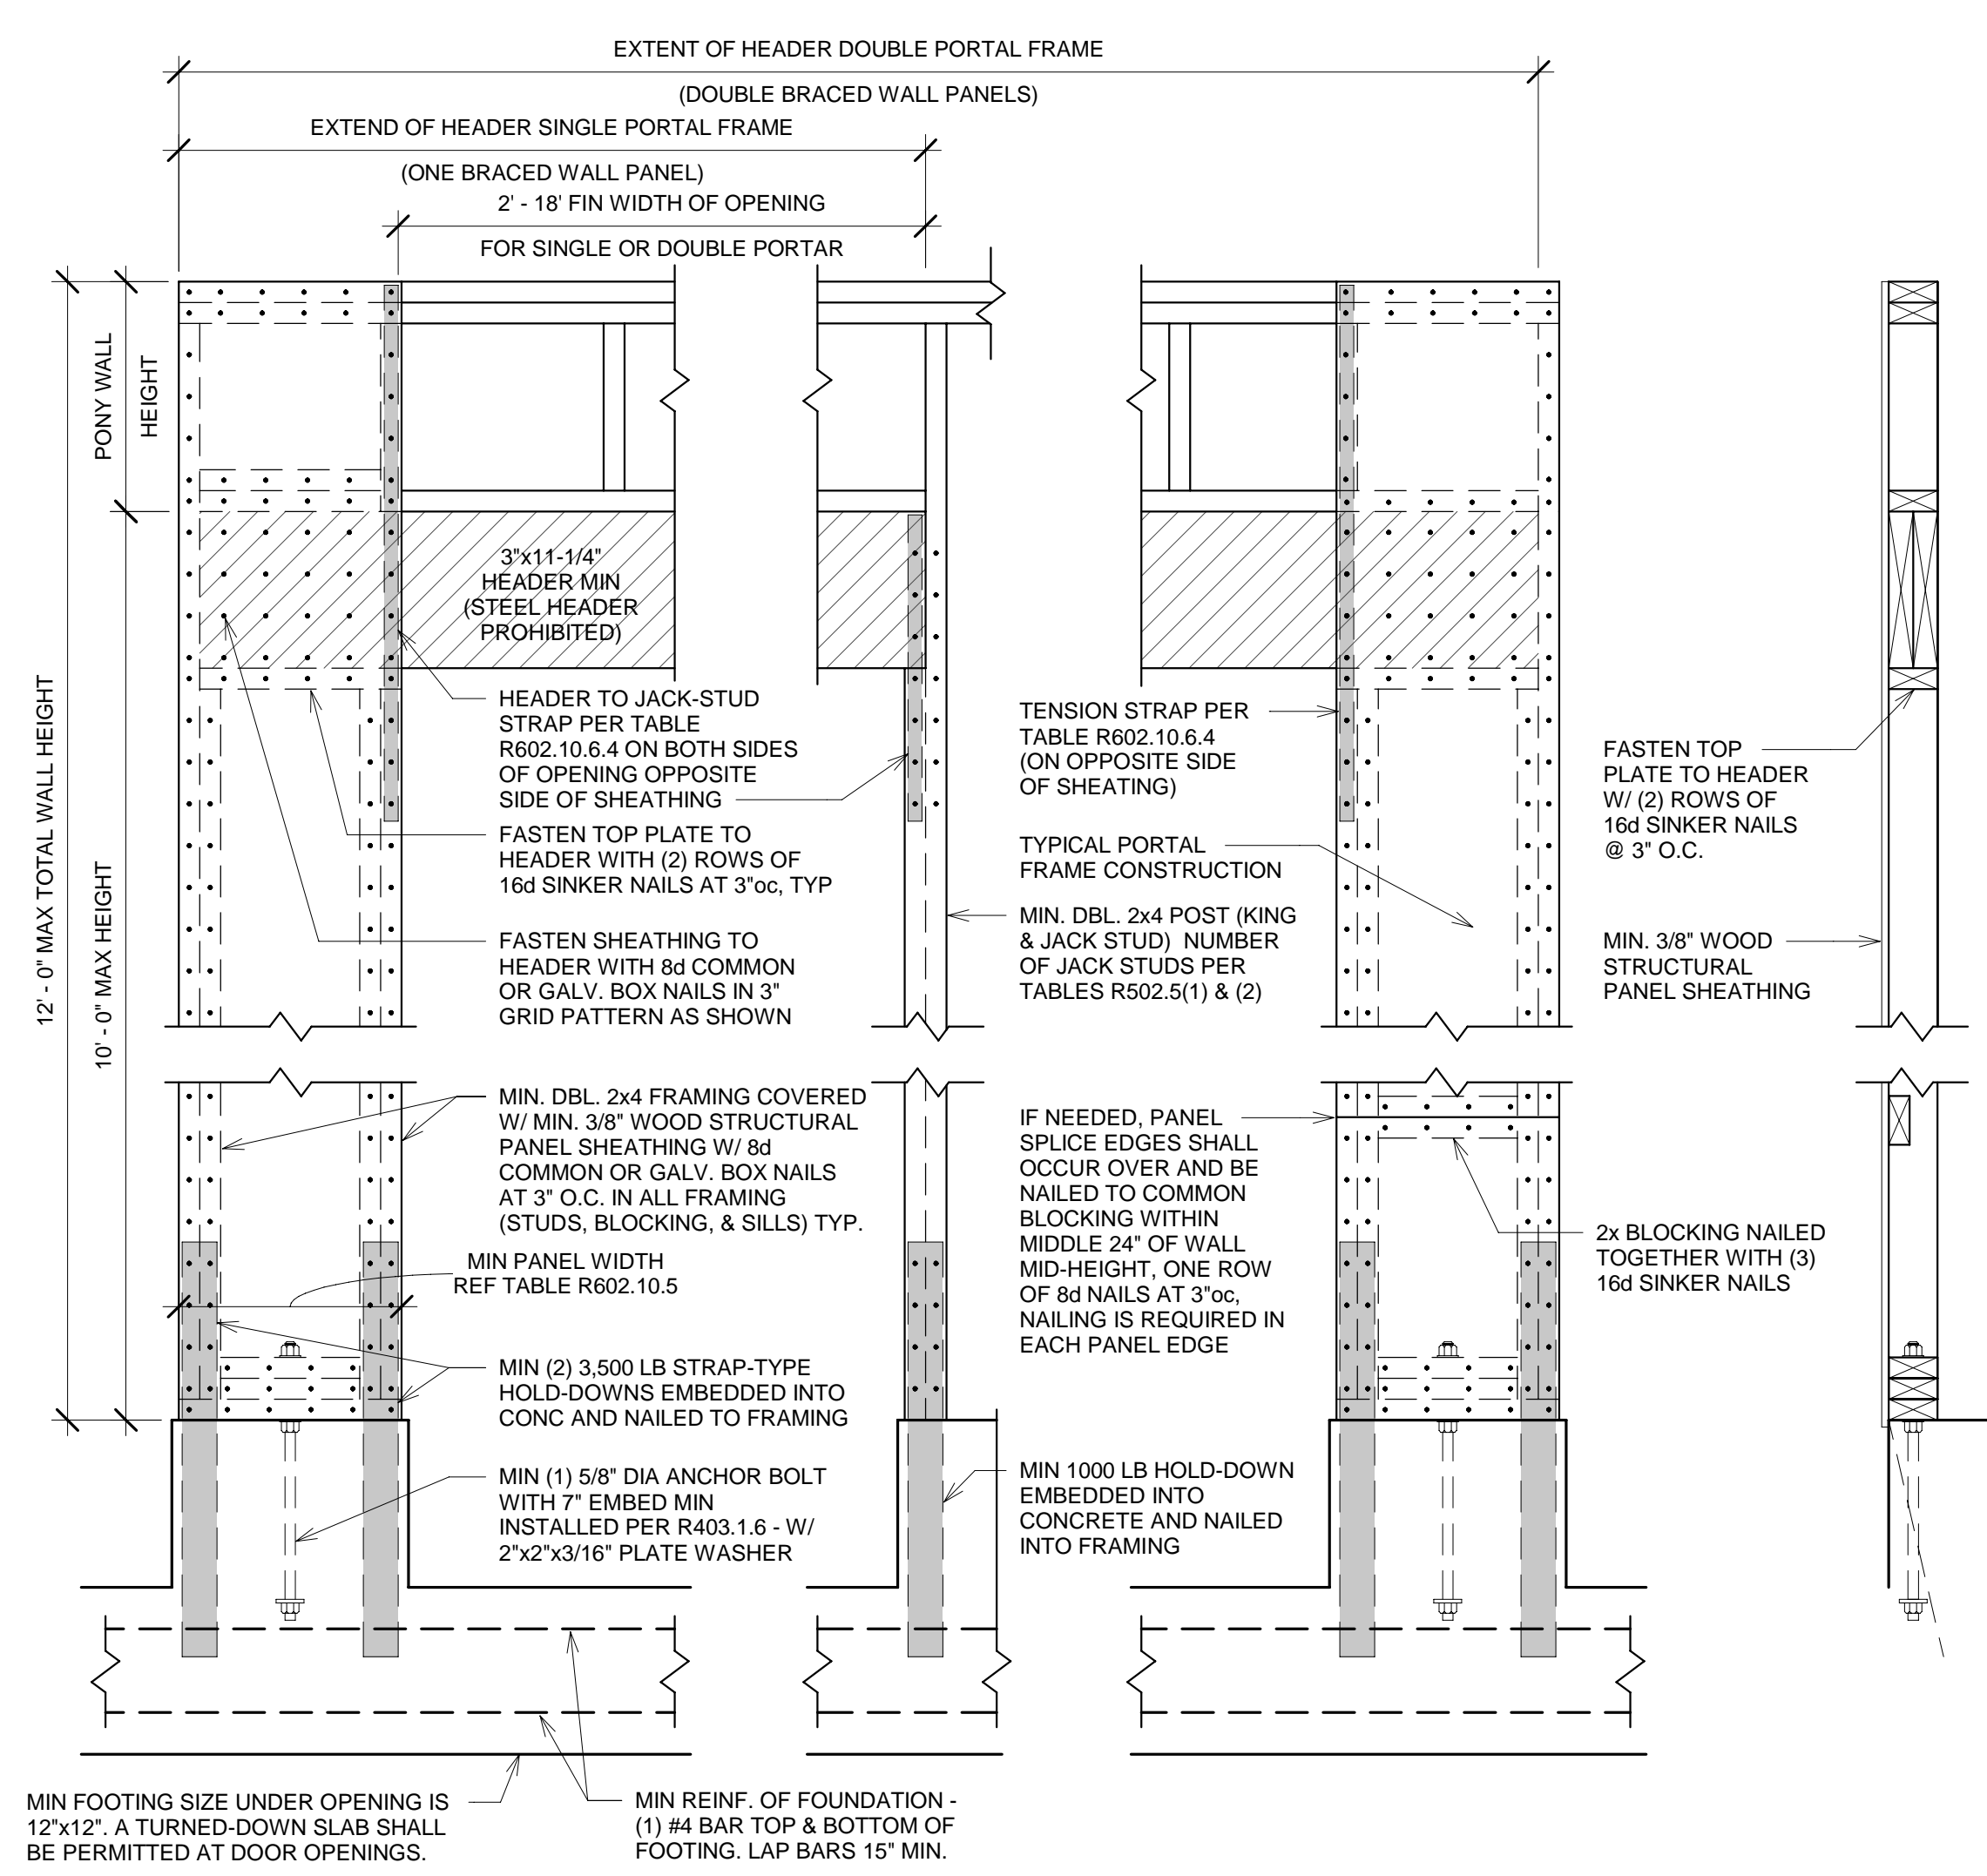 EXTENT OF HEADER DOUBLE PORTAL FRAME
(DOUBLE BRACED WALL PANELS)
EXTEND OF HEADER SINGLE PORTAL FRAME
(ONE BRACED WALL PANEL)
2' - 18' FIN WIDTH OF OPENING
FOR SINGLE OR DOUBLE PORTAR
PONY WALL
HEIGHT
12' - 0" MAX TOTAL WALL HEIGHT
10' - 0" MAX HEIGHT
3"x11-1/4"
HEADER MIN
(STEEL HEADER
PROHIBITED)
HEADER TO JACK-STUD
STRAP PER TABLE
R602.10.6.4 ON BOTH SIDES
OF OPENING OPPOSITE
SIDE OF SHEATHING
FASTEN TOP PLATE TO
HEADER WITH (2) ROWS OF
16d SINKER NAILS AT 3"oc, TYP
FASTEN SHEATHING TO
HEADER WITH 8d COMMON
OR GALV. BOX NAILS IN 3"
GRID PATTERN AS SHOWN
MIN. DBL. 2x4 FRAMING COVERED
W/ MIN. 3/8" WOOD STRUCTURAL
PANEL SHEATHING W/ 8d
COMMON OR GALV. BOX NAILS
AT 3" O.C. IN ALL FRAMING
(STUDS, BLOCKING, & SILLS) TYP.
MIN PANEL WIDTH
REF TABLE R602.10.5
MIN (2) 3,500 LB STRAP-TYPE
HOLD-DOWNS EMBEDDED INTO
CONC AND NAILED TO FRAMING
MIN (1) 5/8" DIA ANCHOR BOLT
WITH 7" EMBED MIN
INSTALLED PER R403.1.6 - W/
2"x2"x3/16" PLATE WASHER
TENSION STRAP PER
TABLE R602.10.6.4
(ON OPPOSITE SIDE
OF SHEATING)
TYPICAL PORTAL
FRAME CONSTRUCTION
MIN. DBL. 2x4 POST (KING
& JACK STUD) NUMBER
OF JACK STUDS PER
TABLES R502.5(1) & (2)
IF NEEDED, PANEL
SPLICE EDGES SHALL
OCCUR OVER AND BE
NAILED TO COMMON
BLOCKING WITHIN
MIDDLE 24" OF WALL
MID-HEIGHT, ONE ROW
OF 8d NAILS AT 3"oc,
NAILING IS REQUIRED IN
EACH PANEL EDGE
MIN 1000 LB HOLD-DOWN
EMBEDDED INTO
CONCRETE AND NAILED
INTO FRAMING
FASTEN TOP
PLATE TO HEADER
W/ (2) ROWS OF
16d SINKER NAILS
@ 3" O.C.
MIN. 3/8" WOOD
STRUCTURAL
PANEL SHEATHING
2x BLOCKING NAILED
TOGETHER WITH (3)
16d SINKER NAILS
MIN FOOTING SIZE UNDER OPENING IS
12"x12". A TURNED-DOWN SLAB SHALL
BE PERMITTED AT DOOR OPENINGS.
MIN REINF. OF FOUNDATION -
(1) #4 BAR TOP & BOTTOM OF
FOOTING. LAP BARS 15" MIN.